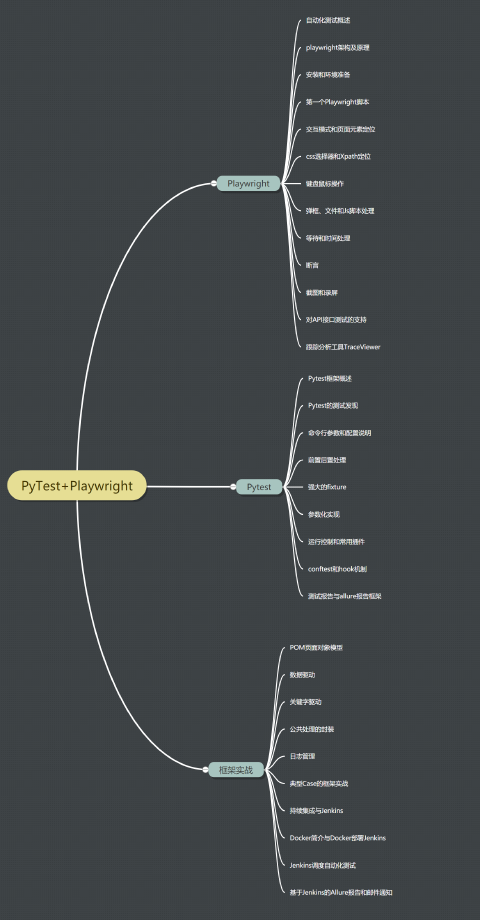 自动化测试概述
playwright架构及原理
安装和环境准备
第一个Playwright脚本
交互模式和页面元素定位
css选择器和Xpath定位
Playwright
键盘鼠标操作
弹框、文件和Js脚本处理
等待和时间处理
断言
截图和录屏
对API接口测试的支持
跟踪分析工具TraceViewer
Pytest框架概述
Pytest的测试发现
命令行参数和配置说明
前置后置处理
PyTest+Playwright
Pytest
强大的fixture
参数化实现
运行控制和常用插件
conftest和hook机制
测试报告与allure报告框架
POM页面对象模型
数据驱动
关键字驱动
公共处理的封装
日志管理
框架实战
典型Case的框架实战
持续集成与Jenkins
Docker简介与Docker部署Jenkins
Jenkins调度自动化测试
基于Jenkins的Allure报告和邮件通知